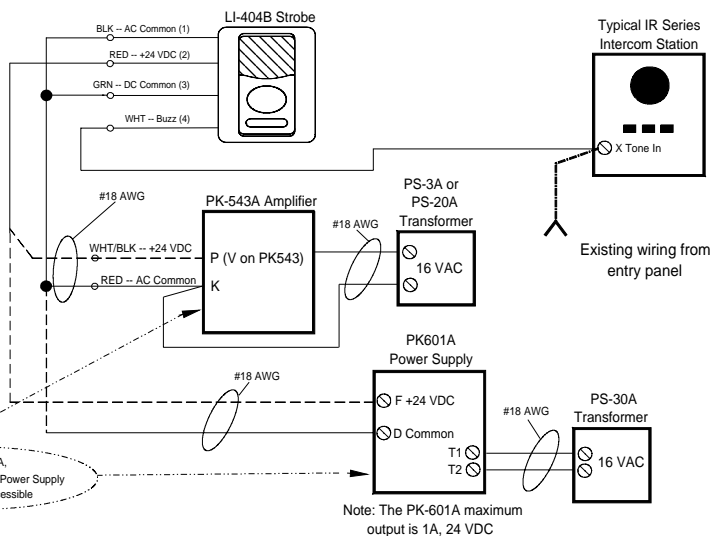 LI-404B Strobe
BLK -- AC Common (1)
RED -- +24 VDC (2)
GRN -- DC Common (3)
WHT -- Buzz (4)
Typical IR Series
Intercom Station
X Tone In
Existing wiring from
entry panel
#18 AWG
PK-543A Amplifier
WHT/BLK -- +24 VDC
P (V on PK543)
RED -- AC Common
K
#18 AWG
PS-3A or
PS-20A
Transformer
16 VAC
PK601A
Power Supply
#18 AWG
F +24 VDC
D Common
T1
T2
#18 AWG
PS-30A
Transformer
16 VAC
A,
Power Supply
essible
Note: The PK-601A maximum
output is 1A, 24 VDC